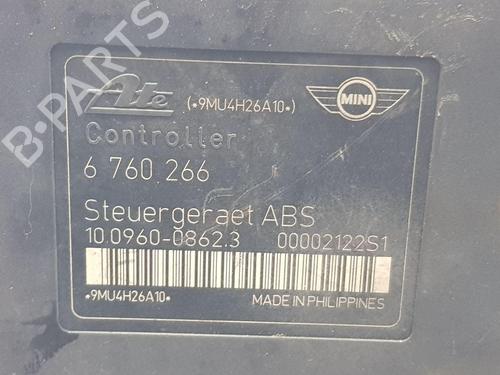 Ate (*9MU4H26A10*) MINI
Controller
6 760 266
Steuergeraet ABS
10.0960-0862.3 00002122S1
*9MU4H26A10* MADE IN PHILIPPINES
B-PARTS